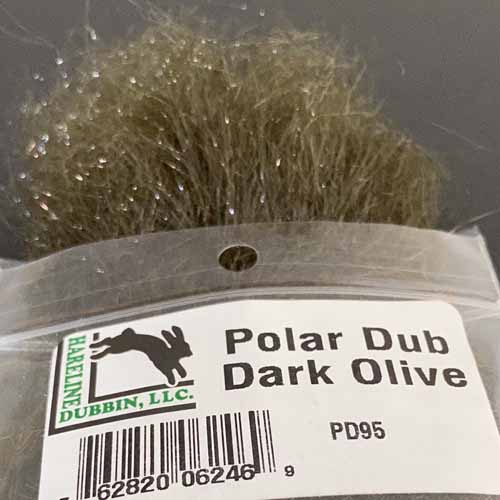 Polar Dub
Dark Olive
PD95
HARELINE
DUBBIN, LLC.
62820 06246 9